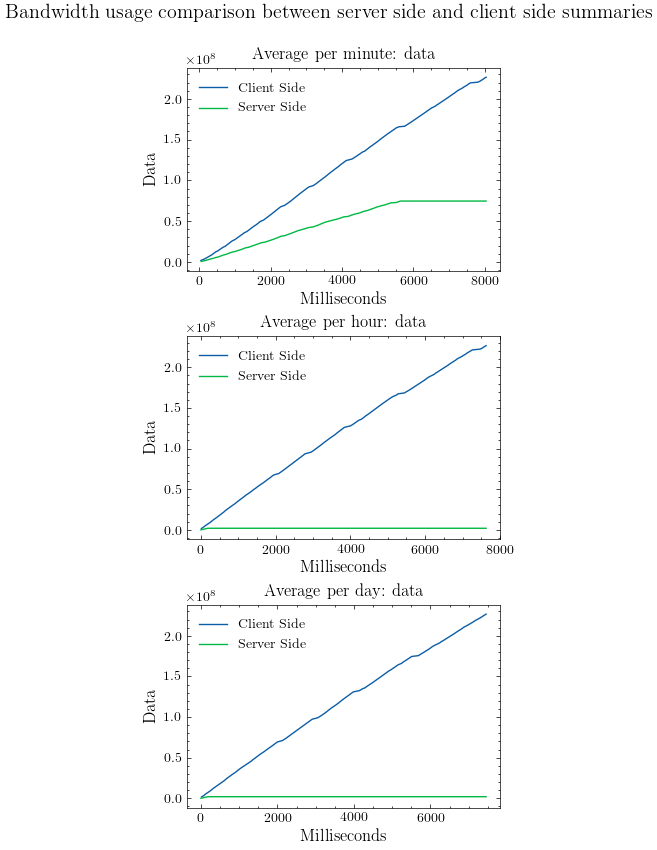 Bandwidth usage comparison between server side and client side summaries
Average per minute: data
×10⁸
Client Side
Server Side
2.0
1.5
1.0
0.5
0.0
Data
0 2000 4000 6000 8000
Milliseconds
Average per hour: data
×10⁸
Client Side
Server Side
2.0
1.5
1.0
0.5
0.0
Data
0 2000 4000 6000 8000
Milliseconds
Average per day: data
×10⁸
Client Side
Server Side
2.0
1.5
1.0
0.5
0.0
Data
0 2000 4000 6000
Milliseconds